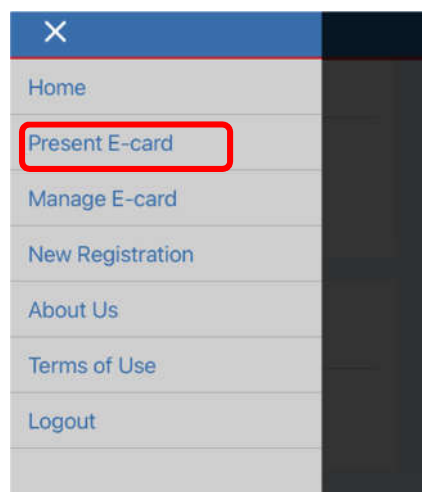 Home
Present E-card
Manage E-card
New Registration
About Us
Terms of Use
Logout